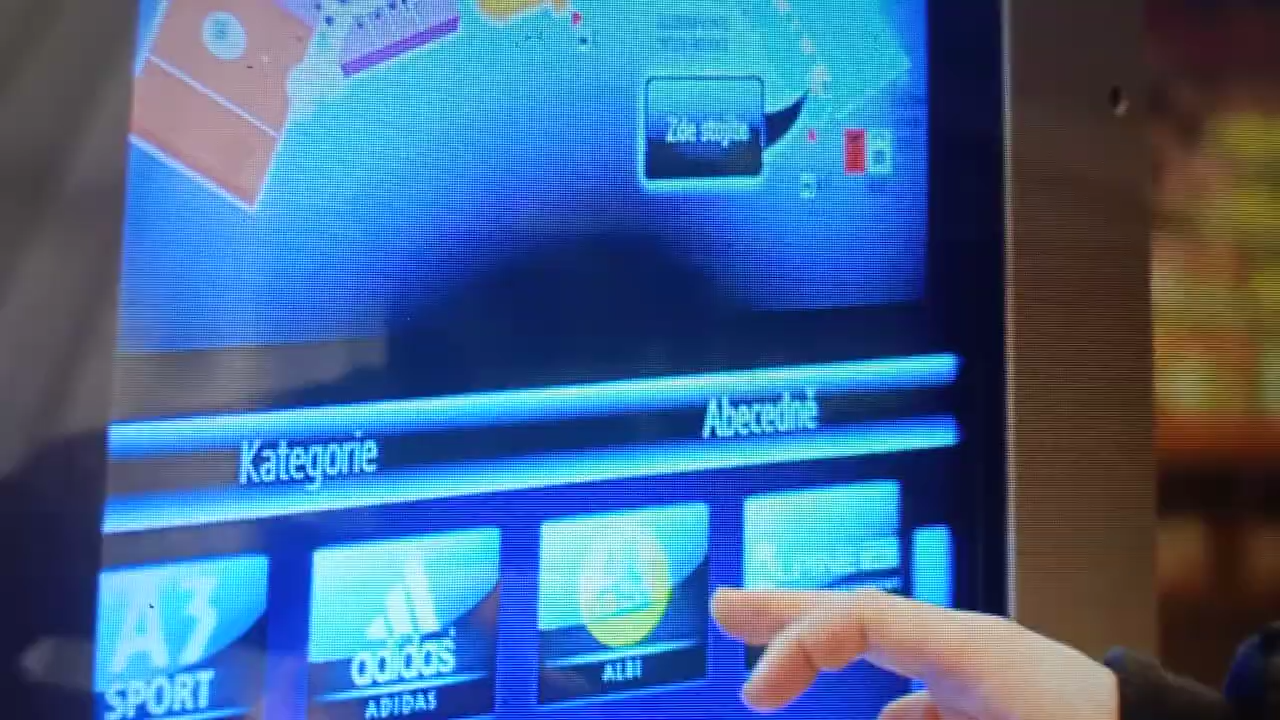 Zde stojíte
Kategorie
Abecedně
A3
SPORT
adidas
ADIDAS
ALBI